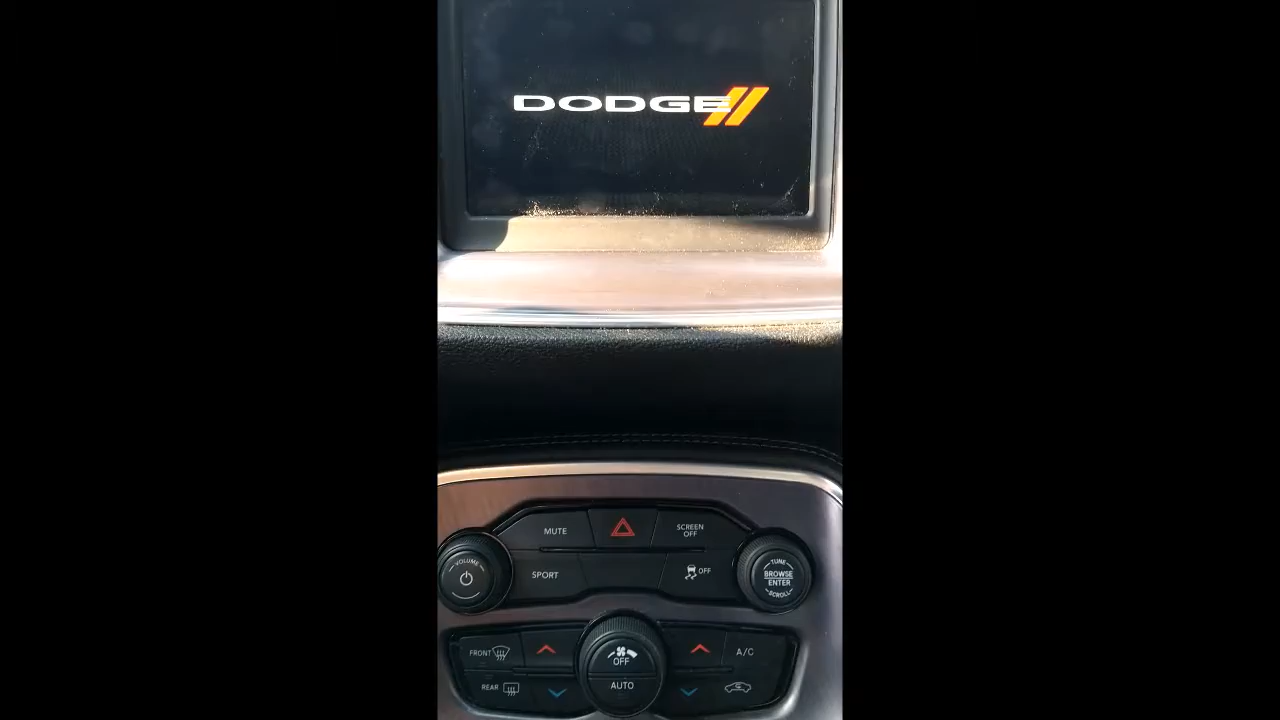 DODGE
MUTE
SCREEN
OFF
VOLUME
SPORT
OFF
TUNE
BROWSE
ENTER
SCROLL
FRONT
OFF
A/C
REAR
AUTO